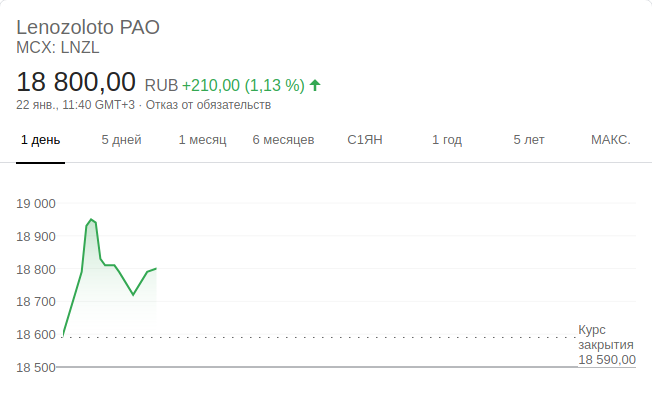 Lenozoloto PAO
MCX: LNZL
18 800,00 RUB +210,00 (1,13 %)
22 янв., 11:40 GMT+3 · Отказ от обязательств
1 день 5 дней 1 месяц 6 месяцев С1ЯН 1 год 5 лет МАКС.
19 000
18 900
18 800
18 700
18 600
18 500
Курс
закрытия
18 590,00